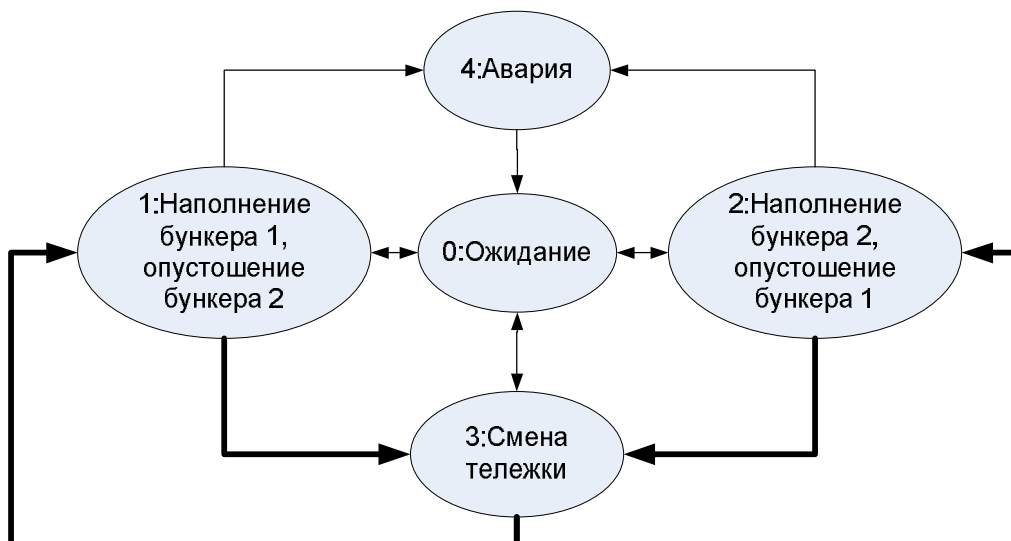 4:Авария
1:Наполнение
бункера 1,
опустошение
бункера 2
0:Ожидание
2:Наполнение
бункера 2,
опустошение
бункера 1
3:Смена
тележки